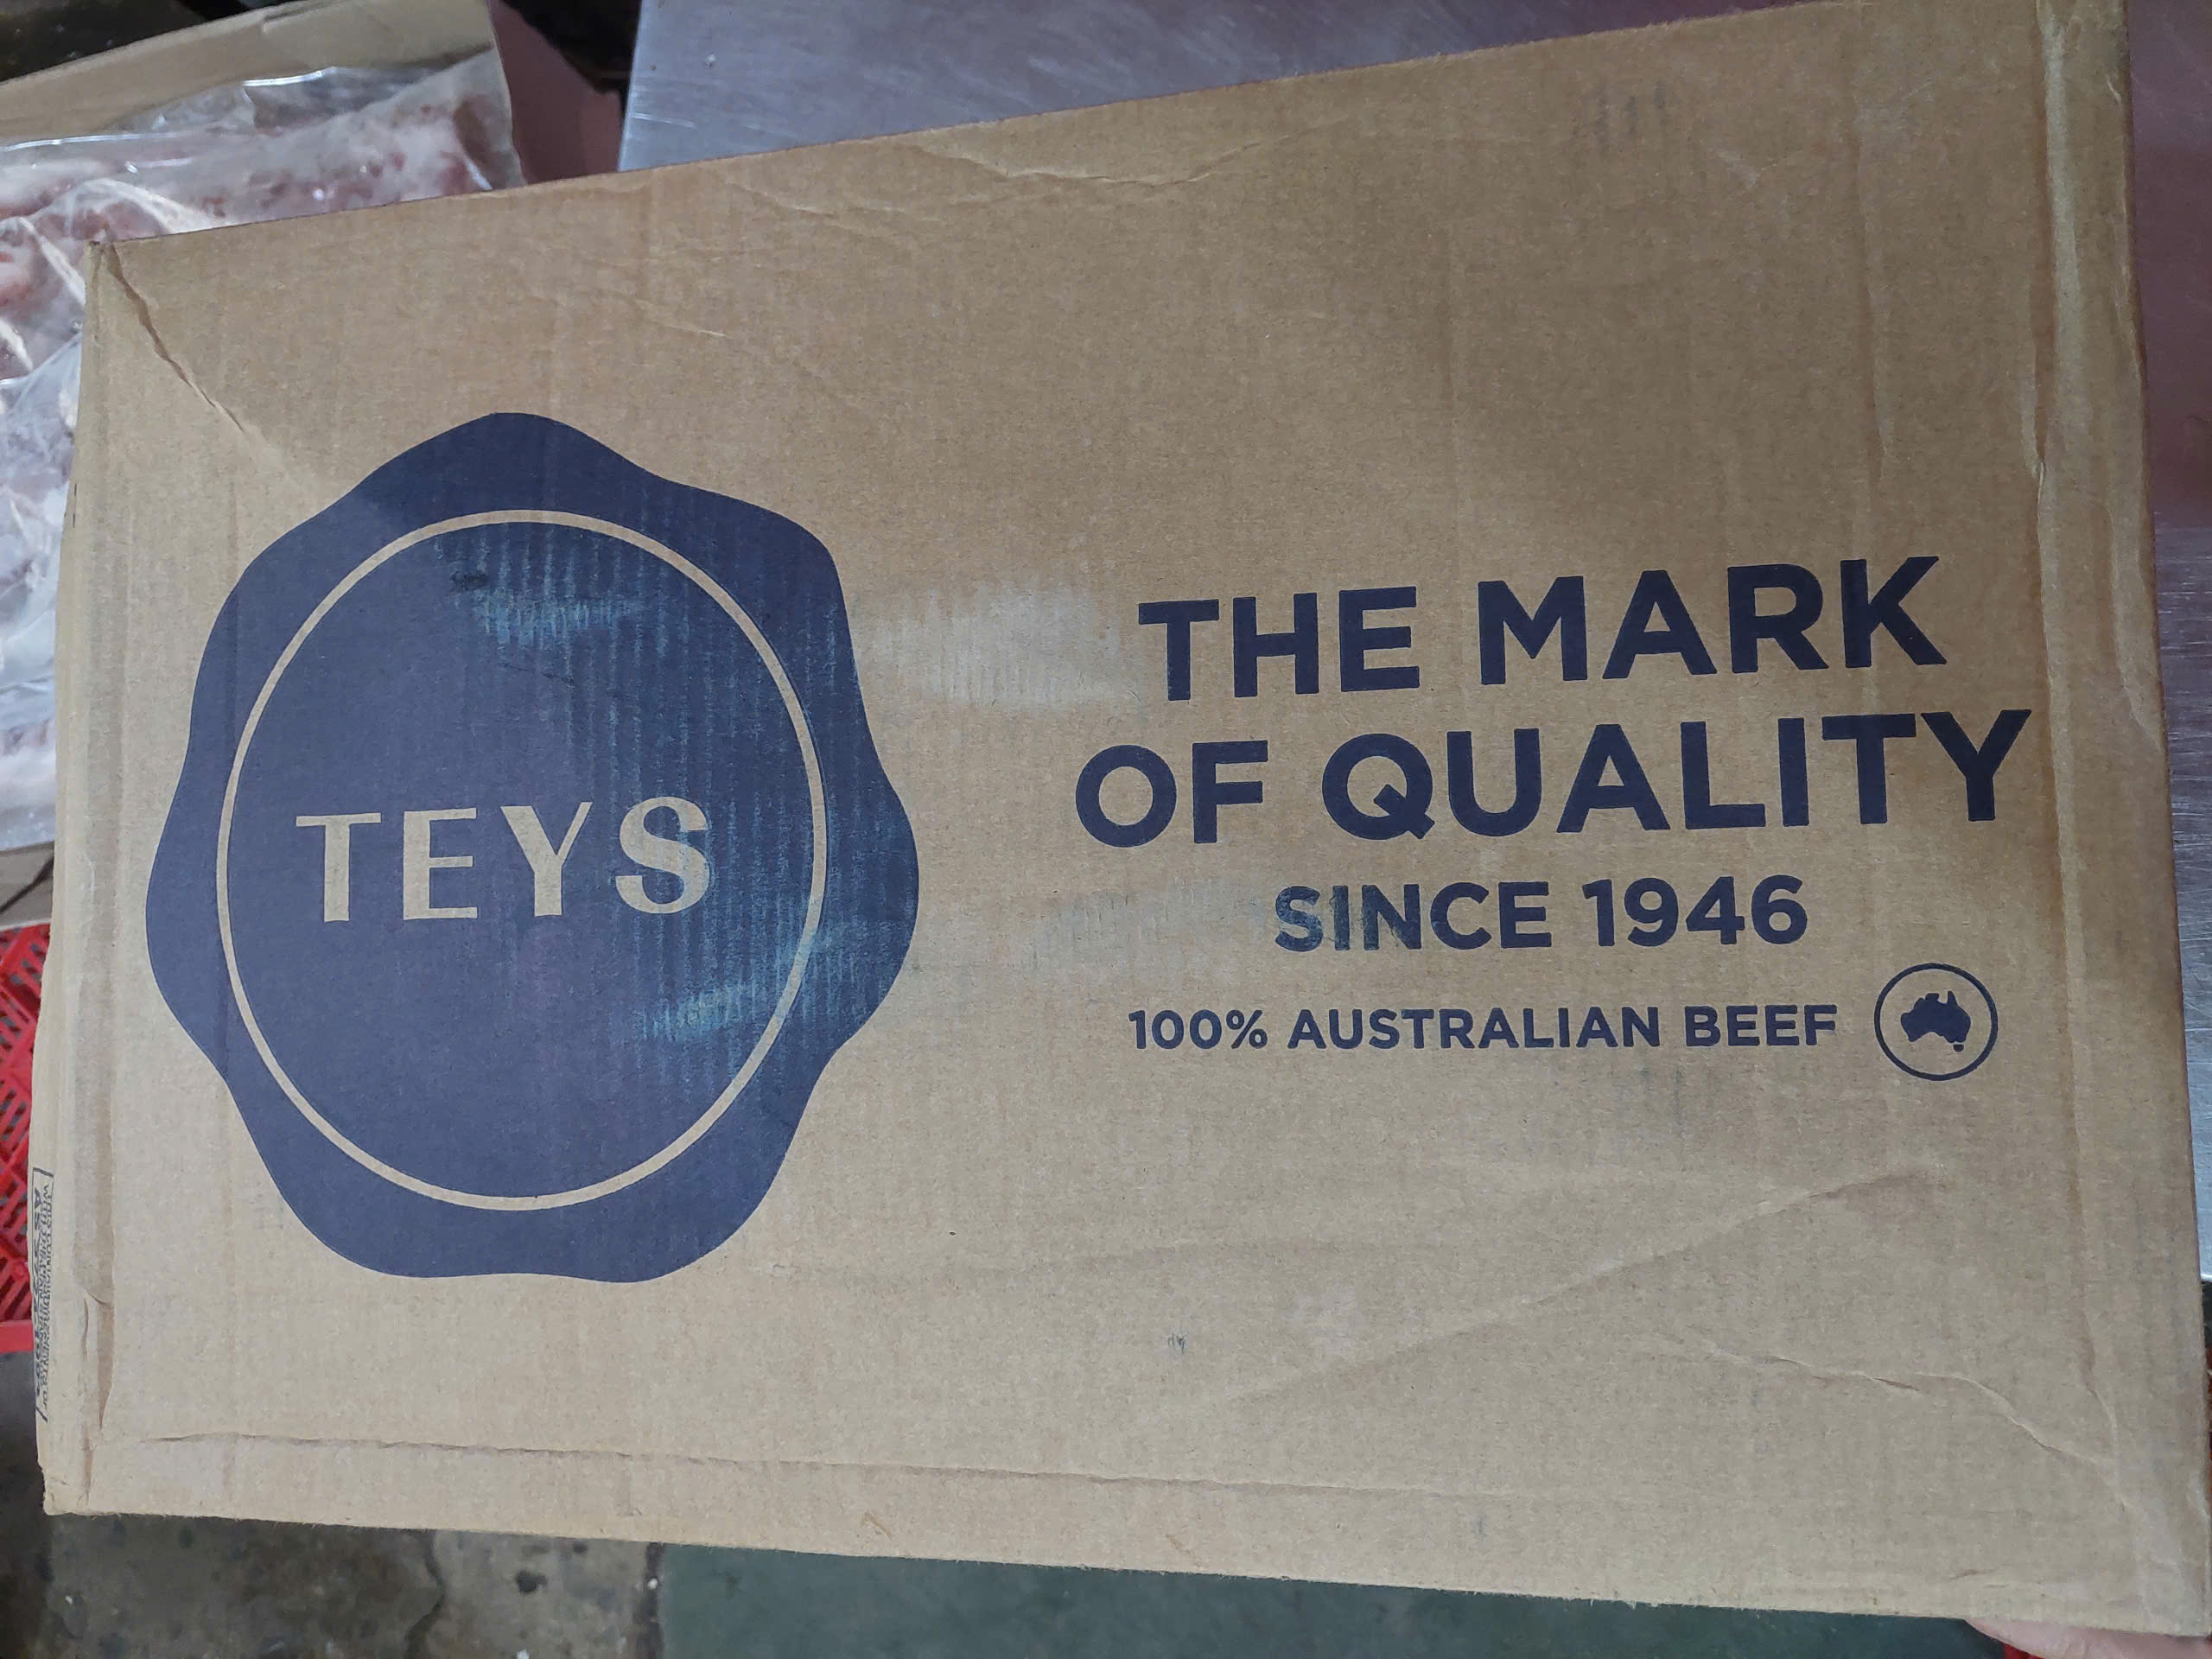 TEYS
THE MARK
OF QUALITY
SINCE 1946
100% AUSTRALIAN BEEF